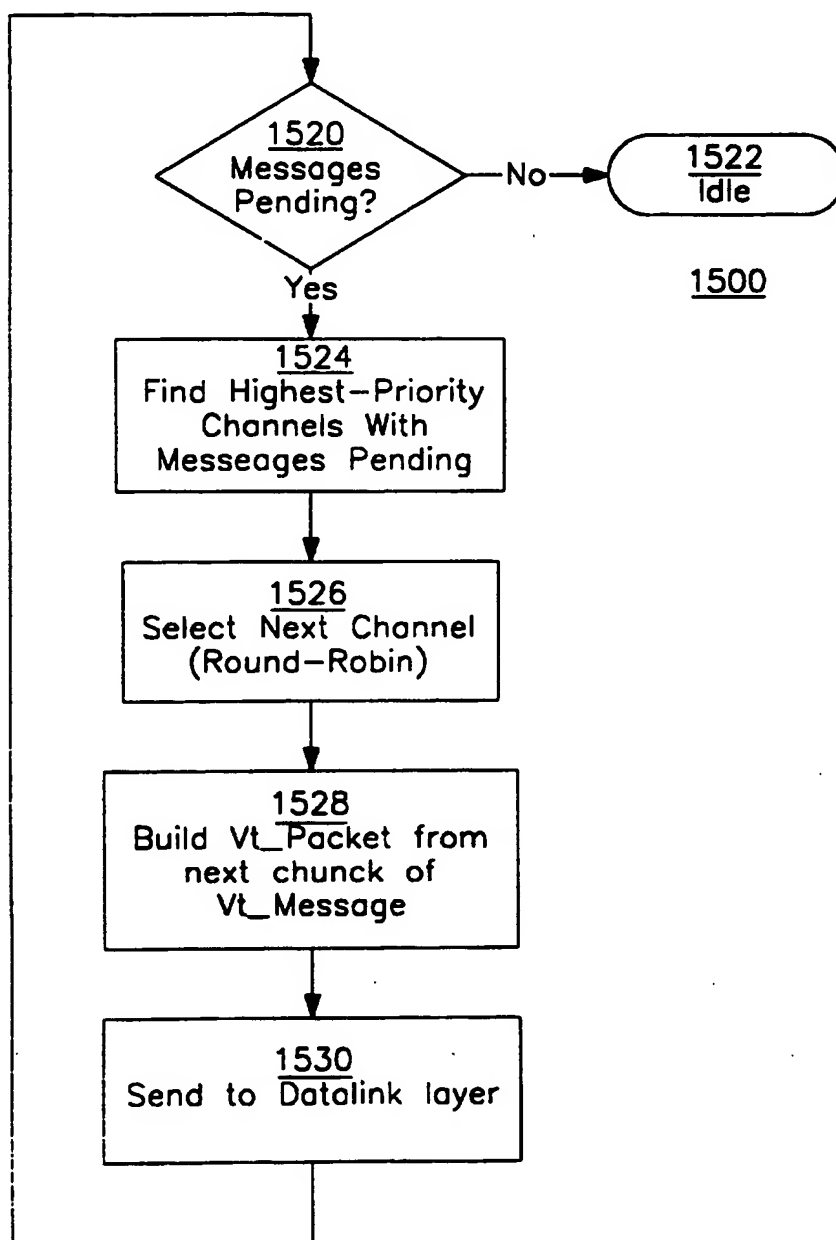 1520
Messages
Pending?
No
1522
Idle
1500
Yes
1524
Find Highest-Priority
Channels With
Messeages Pending
1526
Select Next Channel
(Round-Robin)
1528
Build Vt_Packet from
next chunck of
Vt_Message
1530
Send to Datalink layer